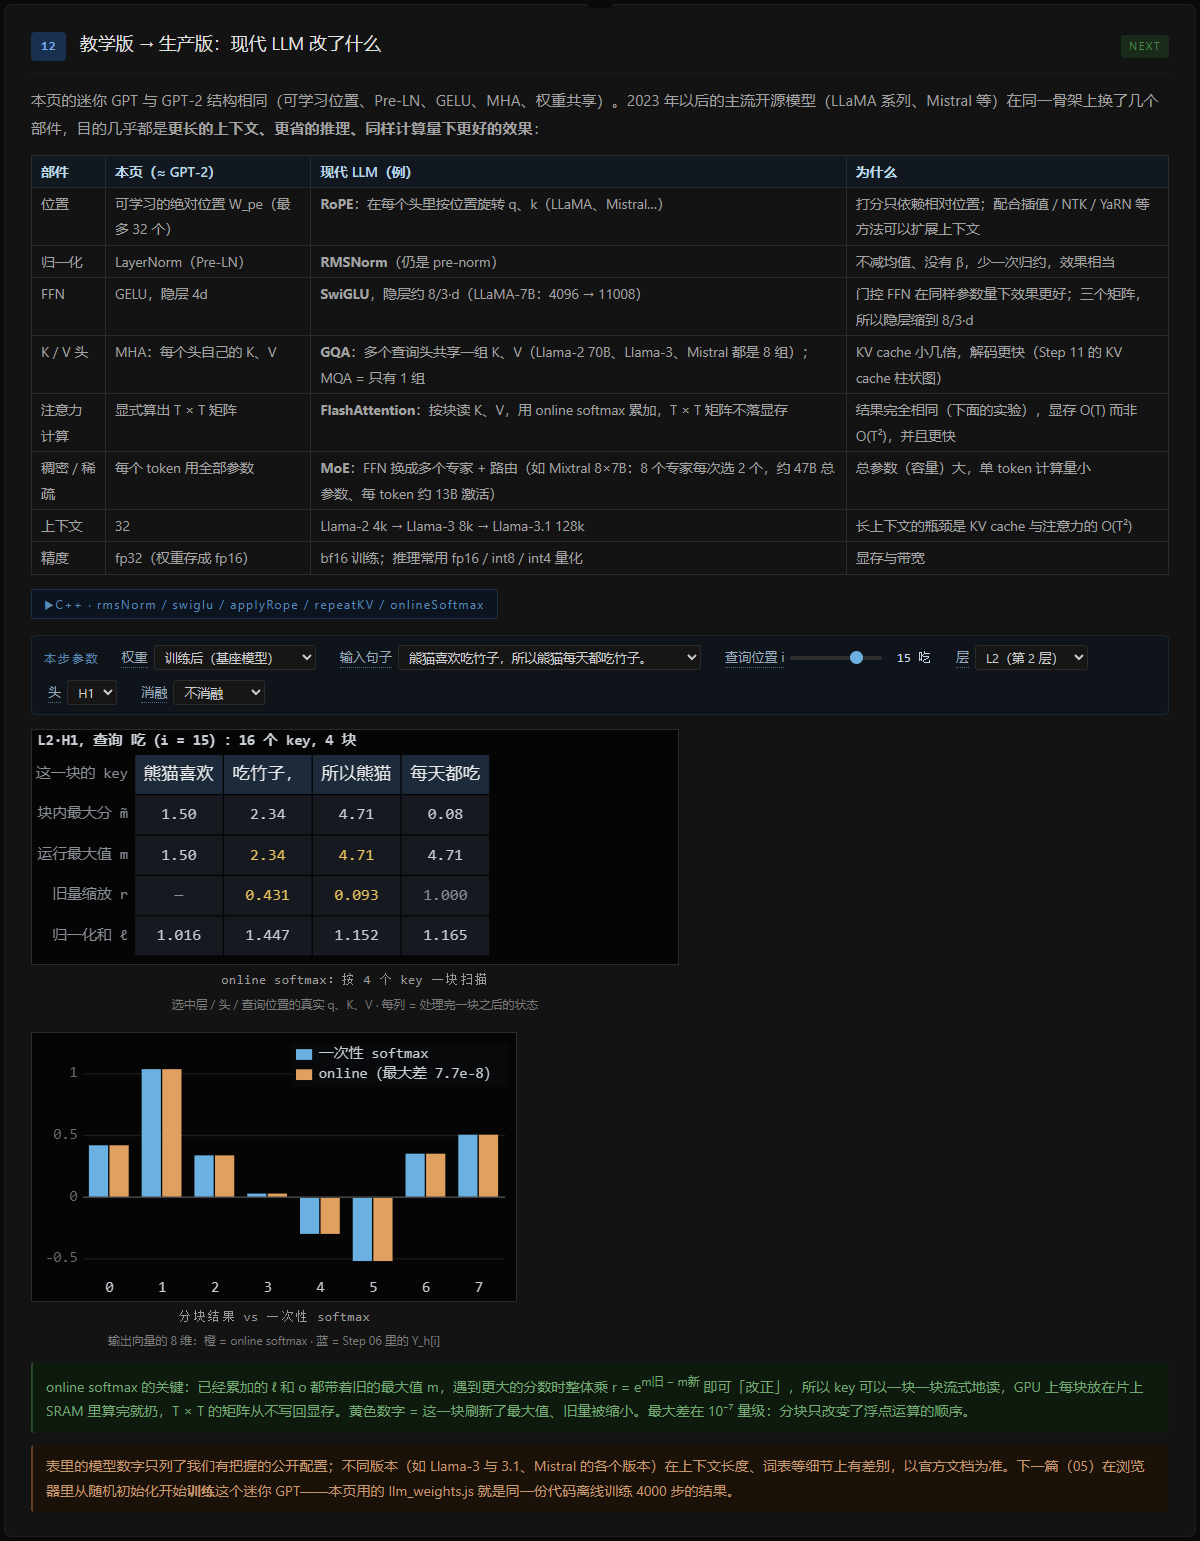 12 教学版 → 生产版：现代 LLM 改了什么 NEXT
本页的迷你 GPT 与 GPT-2 结构相同（可学习位置、Pre-LN、GELU、MHA、权重共享）。2023 年以后的主流开源模型（LLaMA 系列、Mistral 等）在同一骨架上换了几个
部件，目的几乎都是更长的上下文、更省的推理、同样计算量下更好的效果：
部件 本页（≈ GPT-2） 现代 LLM（例） 为什么
位置 可学习的绝对位置 W_pe（最 RoPE：在每个头里按位置旋转 q、k（LLaMA、Mistral…） 打分只依赖相对位置；配合插值 / NTK / YaRN 等
多 32 个） 方法可以扩展上下文
归一化 LayerNorm（Pre-LN） RMSNorm（仍是 pre-norm） 不减均值、没有 β，少一次归约，效果相当
FFN GELU，隐层 4d SwiGLU，隐层约 8/3·d（LLaMA-7B：4096 → 11008） 门控 FFN 在同样参数量下效果更好；三个矩阵，
所以隐层缩到 8/3·d
K / V 头 MHA：每个头自己的 K、V GQA：多个查询头共享一组 K、V（Llama-2 70B、Llama-3、Mistral 都是 8 组）； KV cache 小几倍，解码更快（Step 11 的 KV
MQA = 只有 1 组 cache 柱状图）
注意力 显式算出 T × T 矩阵 FlashAttention：按块读 K、V，用 online softmax 累加，T × T 矩阵不落显存 结果完全相同（下面的实验），显存 O(T) 而非
计算 O(T²)，并且更快
稠密 / 稀 每个 token 用全部参数 MoE：FFN 换成多个专家 + 路由（如 Mixtral 8×7B：8 个专家每次选 2 个，约 47B 总 总参数（容量）大，单 token 计算量小
疏 参数、每 token 约 13B 激活）
上下文 32 Llama-2 4k → Llama-3 8k → Llama-3.1 128k 长上下文的瓶颈是 KV cache 与注意力的 O(T²)
精度 fp32（权重存成 fp16） bf16 训练；推理常用 fp16 / int8 / int4 量化 显存与带宽
▶C++ · rmsNorm / swiglu / applyRope / repeatKV / onlineSoftmax
本步参数 权重 训练后（基座模型） 输入句子 熊猫喜欢吃竹子，所以熊猫每天都吃竹子。 查询位置 i 15 吃 层 L2（第 2 层）
头 H1 消融 不消融
L2·H1，查询 吃 (i = 15) : 16 个 key，4 块
这一块的 key 熊猫喜欢 吃竹子， 所以熊猫 每天都吃
块内最大分 m̃ 1.50 2.34 4.71 0.08
运行最大值 m 1.50 2.34 4.71 4.71
旧量缩放 r — 0.431 0.093 1.000
归一化和 ℓ 1.016 1.447 1.152 1.165
online softmax：按 4 个 key 一块扫描
选中层 / 头 / 查询位置的真实 q、K、V · 每列 = 处理完一块之后的状态
一次性 softmax
online（最大差 7.7e-8）
1
0.5
0
-0.5
0 1 2 3 4 5 6 7
分块结果 vs 一次性 softmax
输出向量的 8 维：橙 = online softmax · 蓝 = Step 06 里的 Y_h[i]
online softmax 的关键：已经累加的 ℓ 和 o 都带着旧的最大值 m，遇到更大的分数时整体乘 r = e^m旧 − m新 即可「改正」，所以 key 可以一块一块流式地读，GPU 上每块放在片上
SRAM 里算完就扔，T × T 的矩阵从不写回显存。黄色数字 = 这一块刷新了最大值、旧量被缩小。最大差在 10⁻⁷ 量级：分块只改变了浮点运算的顺序。
表里的模型数字只列了我们有把握的公开配置；不同版本（如 Llama-3 与 3.1、Mistral 的各个版本）在上下文长度、词表等细节上有差别，以官方文档为准。下一篇（05）在浏览
器里从随机初始化开始训练这个迷你 GPT——本页用的 llm_weights.js 就是同一份代码离线训练 4000 步的结果。